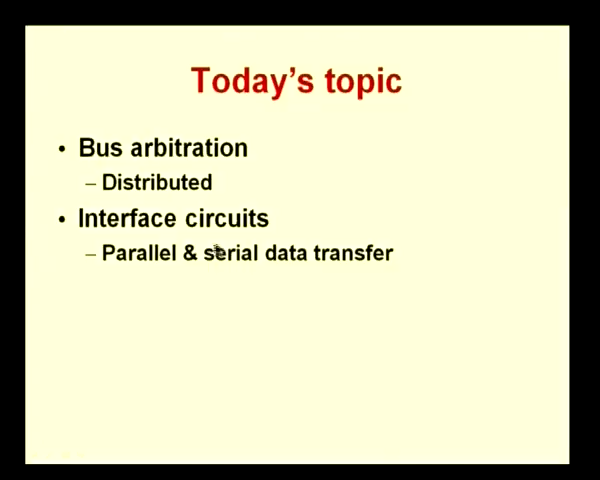 Today's topic
• Bus arbitration
– Distributed
• Interface circuits
– Parallel & serial data transfer